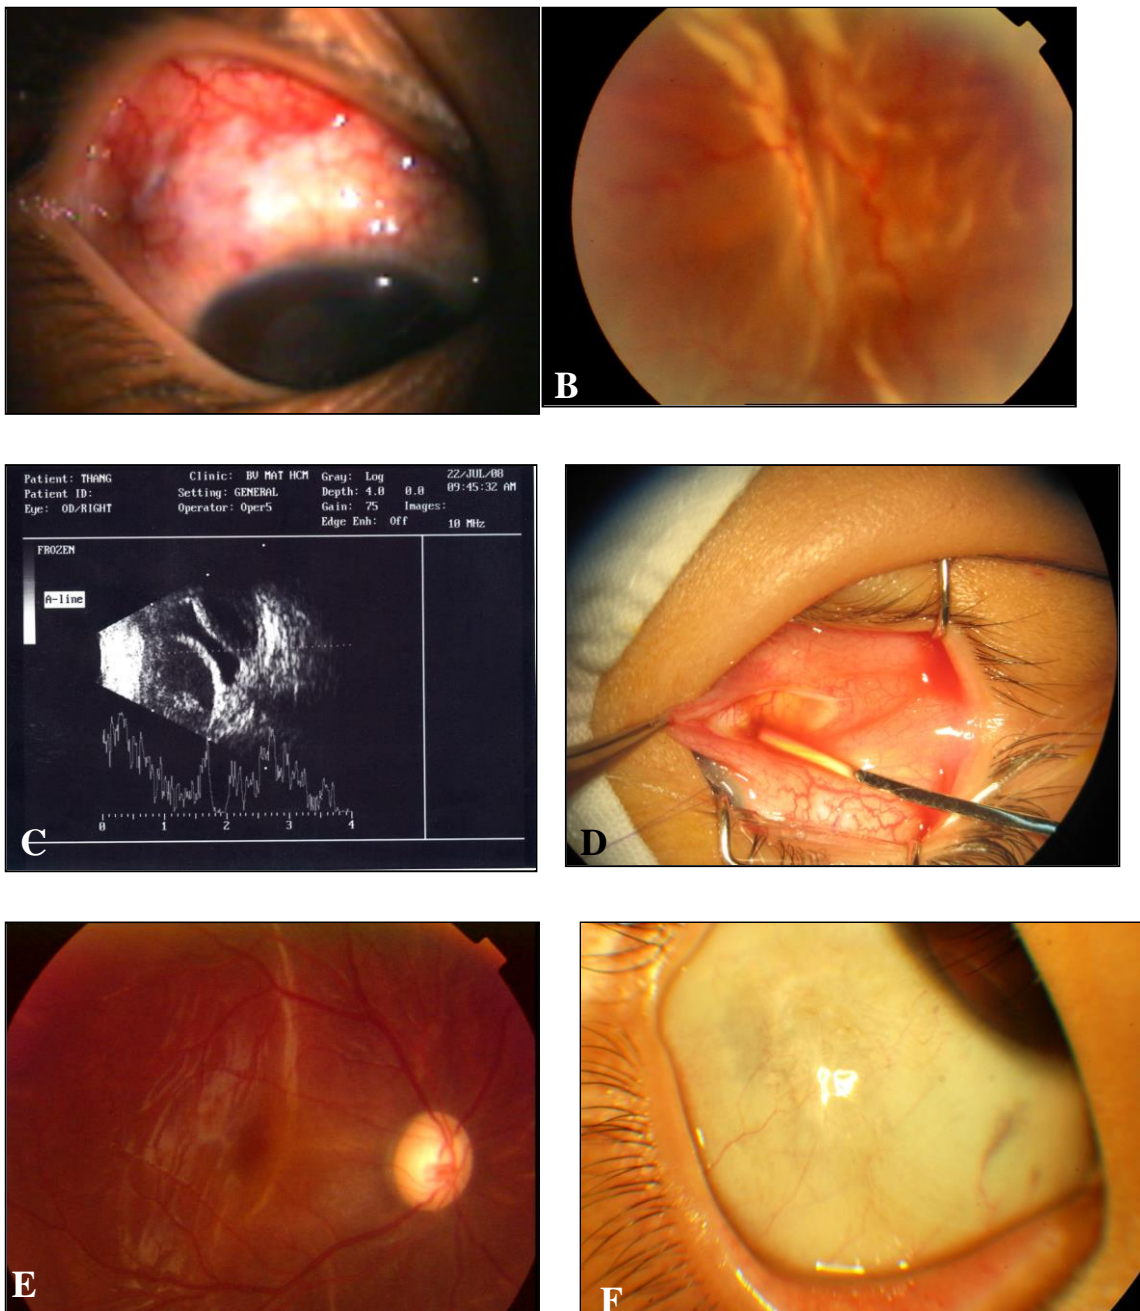 B
Patient: THANG
Clinic: BV MAT HCM
Gray: Log
22/JUL/08
Patient ID:
Setting: GENERAL
Depth: 4.0 0.0
09:45:32 AM
Eye: OD/RIGHT
Operator: Oper5
Gain: 75 Images:
Edge Enh: Off
10 MHz
FROZEN
A-line
0 1 2 3 4
C
D
E
F